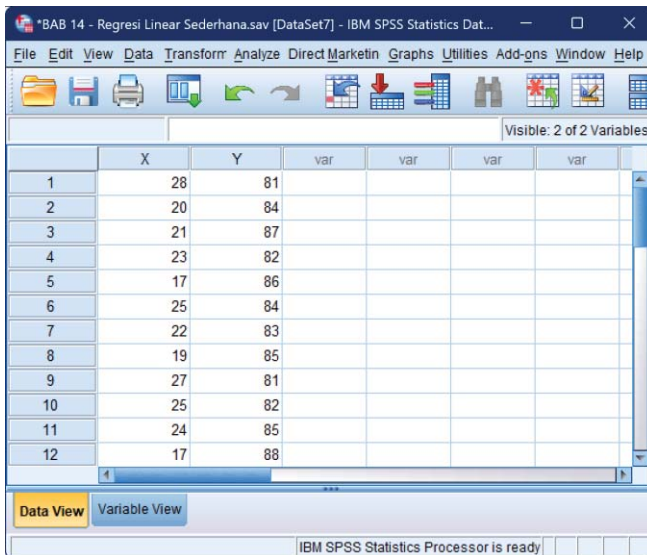 *BAB 14 - Regresi Linear Sederhana.sav [DataSet7] - IBM SPSS Statistics Dat...
File Edit View Data Transform Analyze Direct Marketin Graphs Utilities Add-ons Window Help
Visible: 2 of 2 Variables
X Y var var var var
1 28 81
2 20 84
3 21 87
4 23 82
5 17 86
6 25 84
7 22 83
8 19 85
9 27 81
10 25 82
11 24 85
12 17 88
Data View Variable View
IBM SPSS Statistics Processor is ready